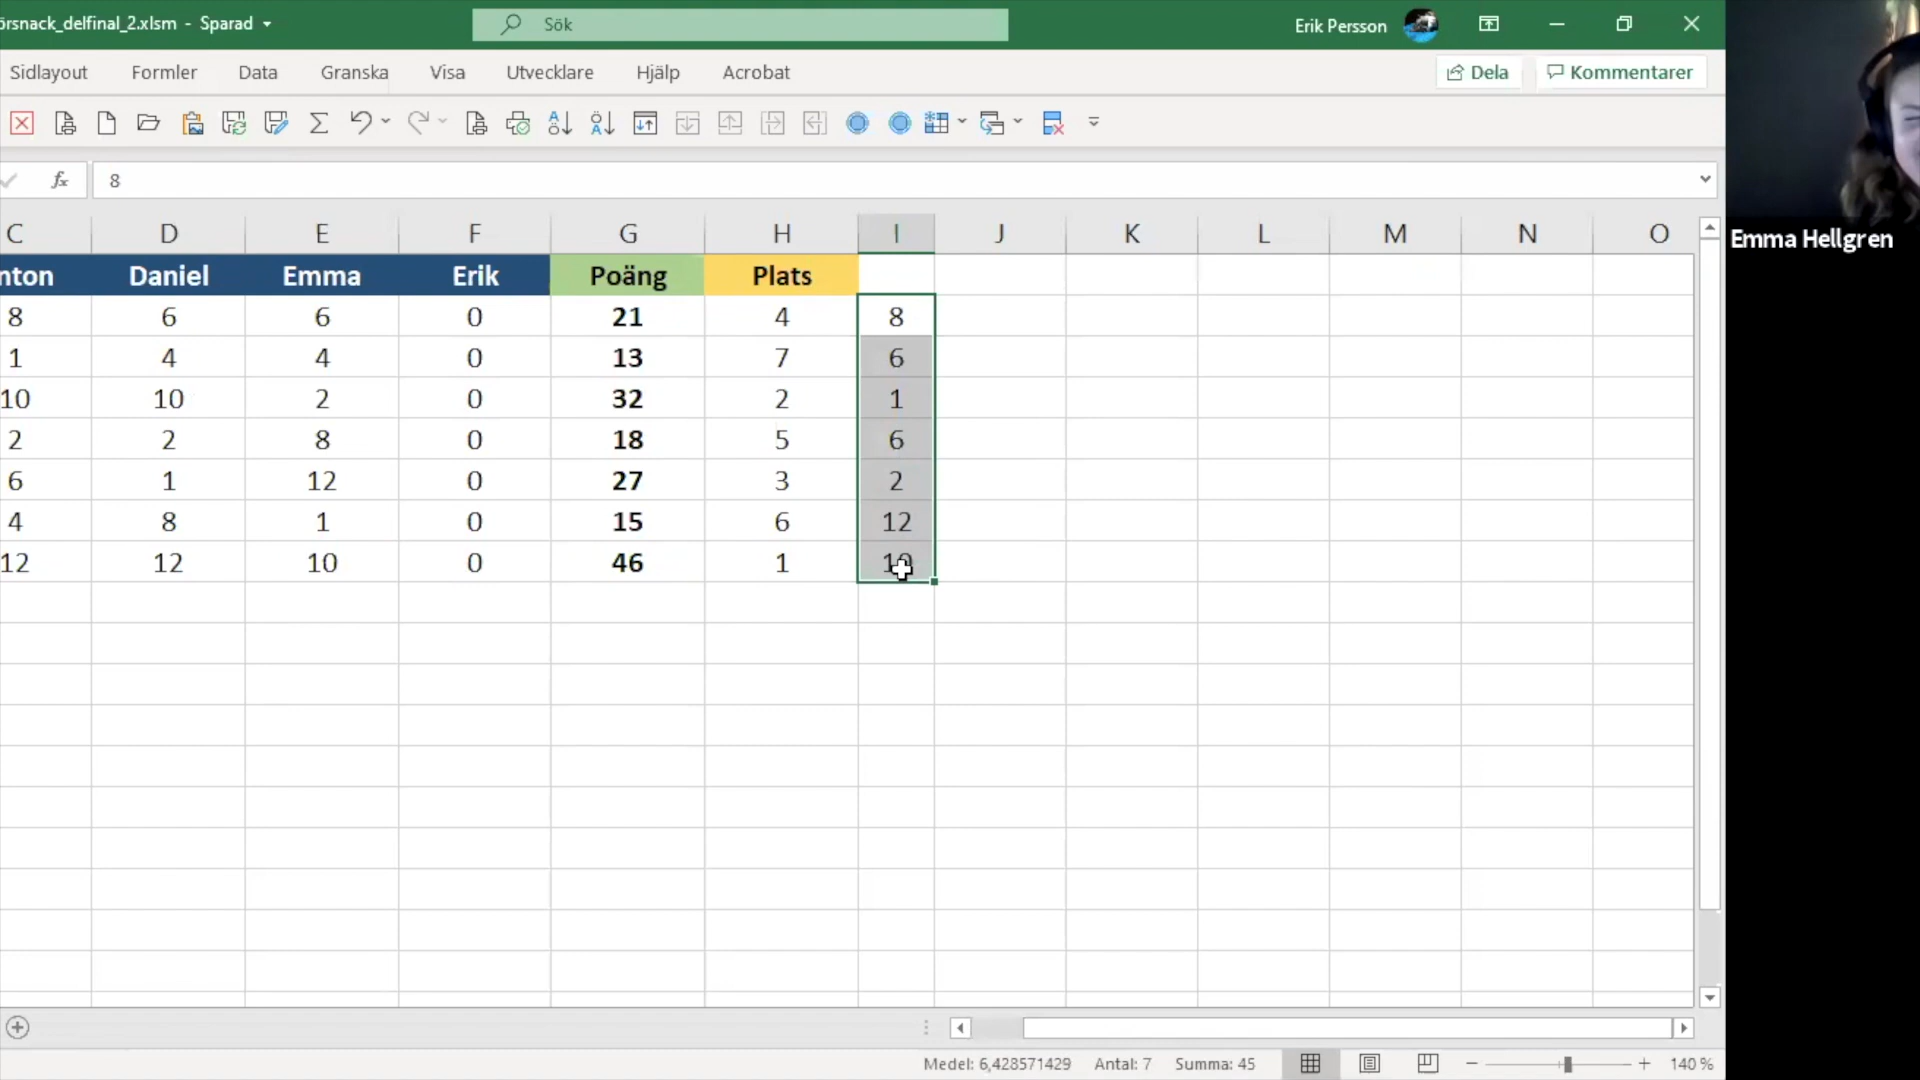 örsnack_delfinal_2.xlsm - Sparad
Sök
Erik Persson
Sidlayout Formler Data Granska Visa Utvecklare Hjälp Acrobat Dela Kommentarer
fx 8
C D E F G H I J K L M N O
nton Daniel Emma Erik Poäng Plats
8 6 6 0 21 4 8
1 4 4 0 13 7 6
10 10 2 0 32 2 1
2 2 8 0 18 5 6
6 1 12 0 27 3 2
4 8 1 0 15 6 12
12 12 10 0 46 1 10
Medel: 6,428571429 Antal: 7 Summa: 45 140 %
Emma Hellgren